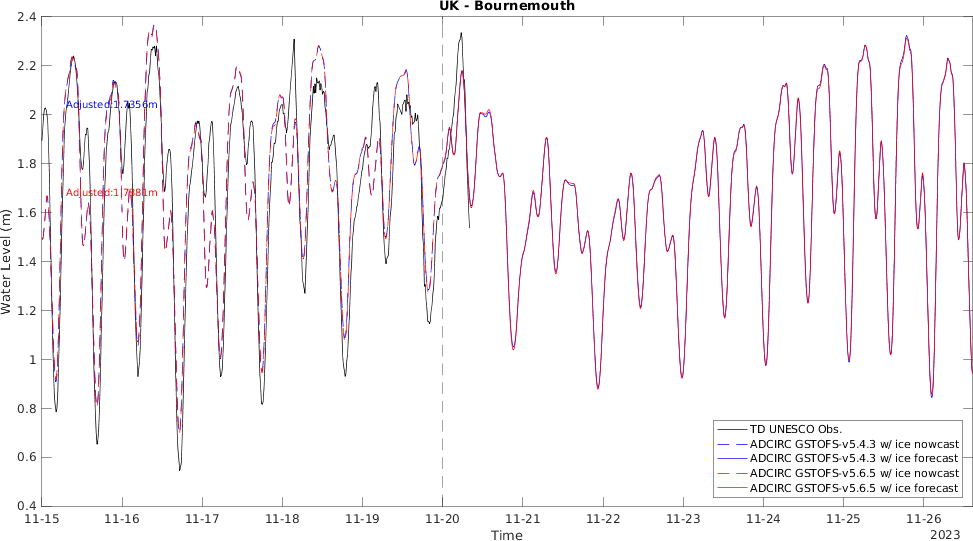 UK - Bournemouth
2.4
2.2
2
1.8
1.6
1.4
1.2
1
0.8
0.6
0.4
Water Level (m)
Adjusted:1.7356m
Adjusted:1.7381m
TD UNESCO Obs.
ADCIRC GSTOFS-v5.4.3 w/ ice nowcast
ADCIRC GSTOFS-v5.4.3 w/ ice forecast
ADCIRC GSTOFS-v5.6.5 w/ ice nowcast
ADCIRC GSTOFS-v5.6.5 w/ ice forecast
11-15 11-16 11-17 11-18 11-19 11-20 11-21 11-22 11-23 11-24 11-25 11-26
2023
Time